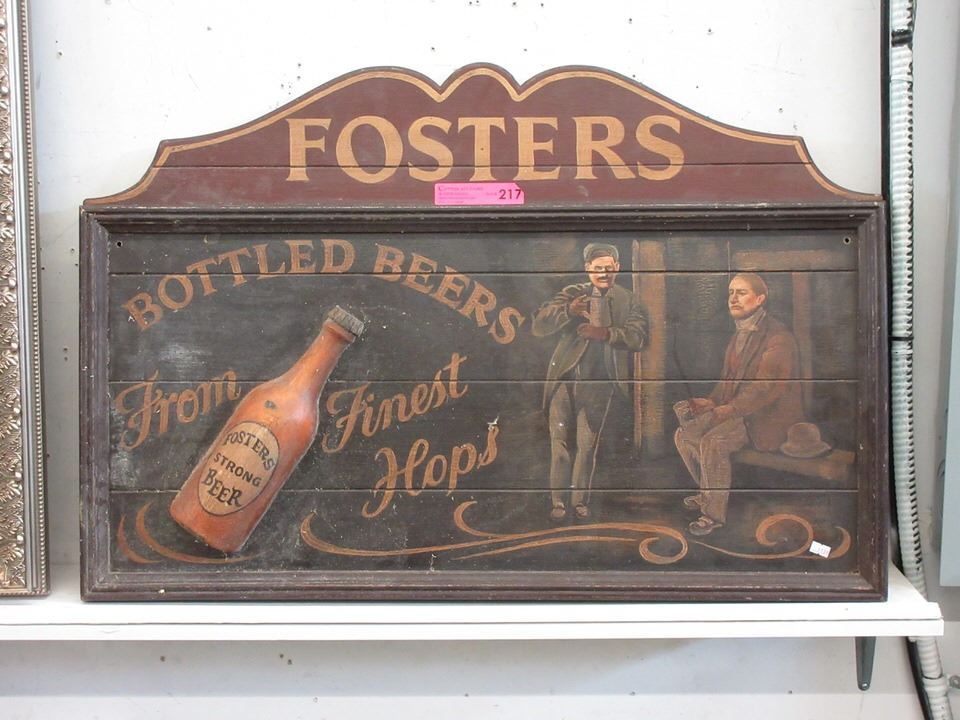 FOSTERS
217
BOTTLED BEERS
From Finest
Hops
FOSTERS
STRONG
BEER